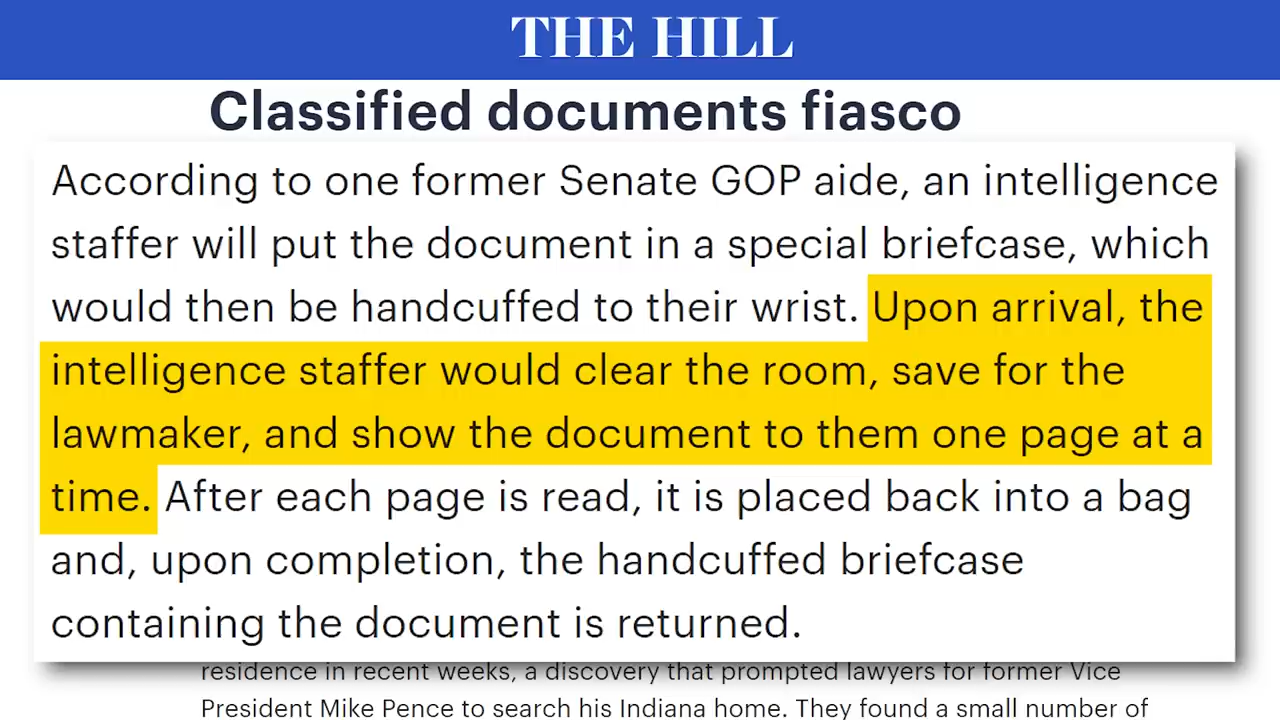 THE HILL
Classified documents fiasco
According to one former Senate GOP aide, an intelligence
staffer will put the document in a special briefcase, which
would then be handcuffed to their wrist. Upon arrival, the
intelligence staffer would clear the room, save for the
lawmaker, and show the document to them one page at a
time. After each page is read, it is placed back into a bag
and, upon completion, the handcuffed briefcase
containing the document is returned.
residence in recent weeks, a discovery that prompted lawyers for former Vice
President Mike Pence to search his Indiana home. They found a small number of